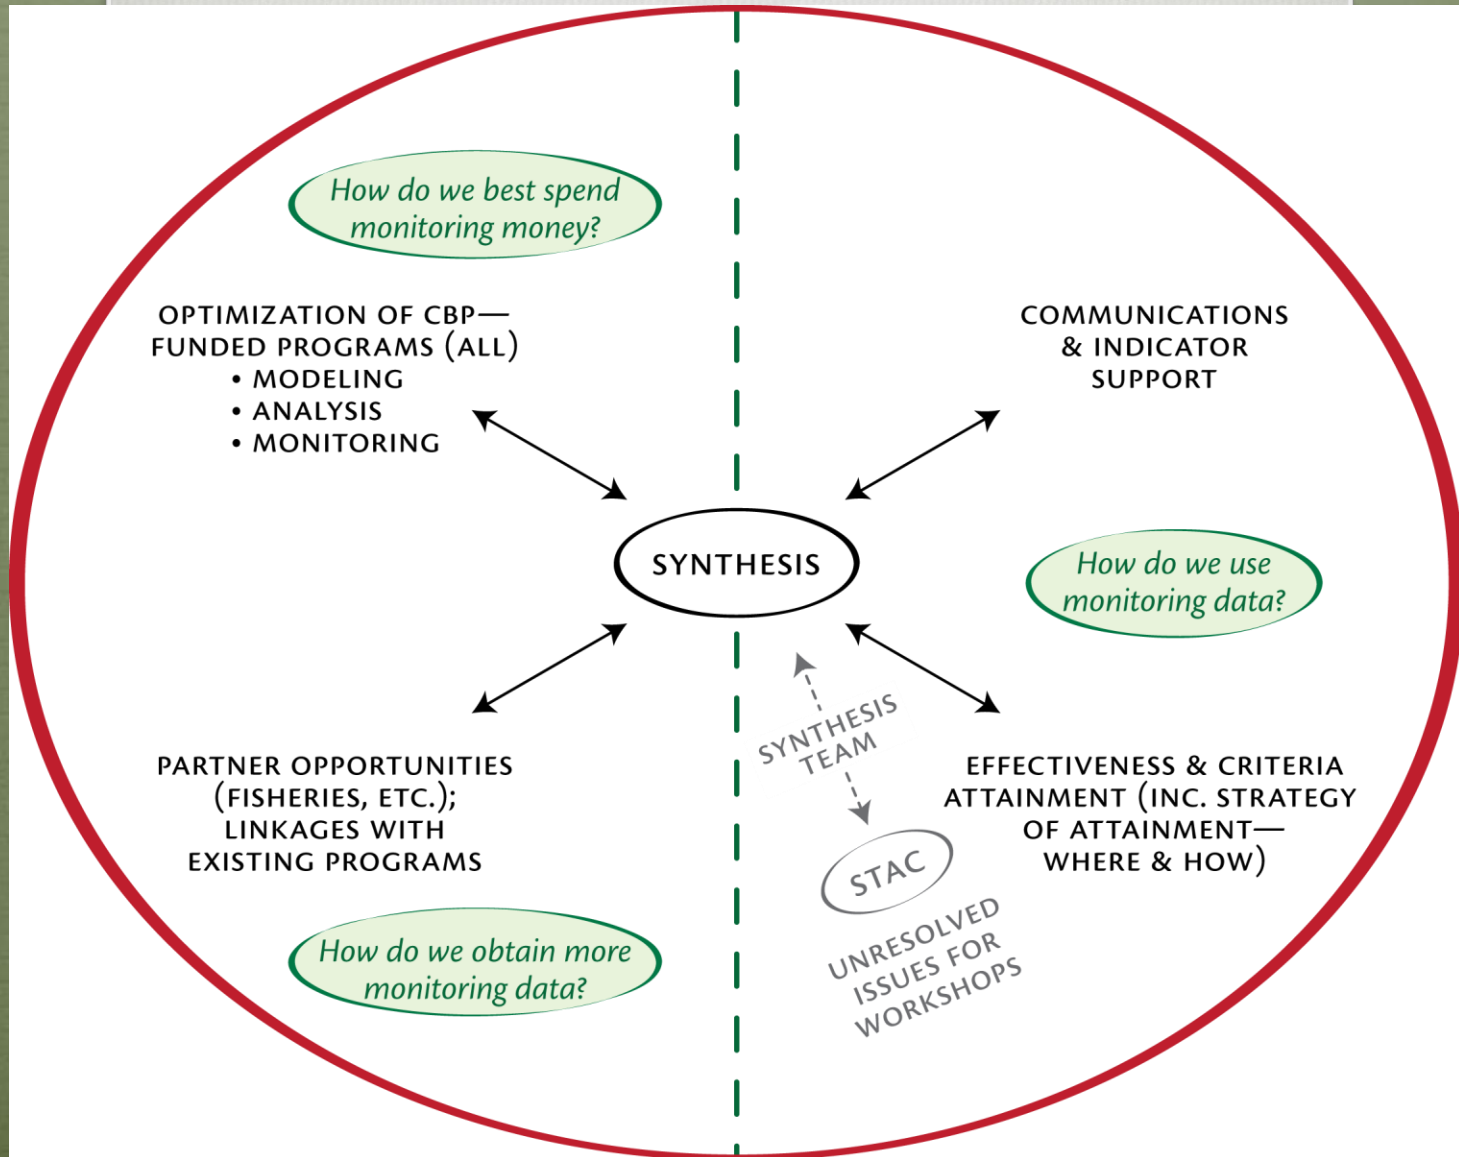 How do we best spend
monitoring money?
OPTIMIZATION OF CBP—
FUNDED PROGRAMS (ALL)
• MODELING
• ANALYSIS
• MONITORING
COMMUNICATIONS
& INDICATOR
SUPPORT
SYNTHESIS
How do we use
monitoring data?
SYNTHESIS
TEAM
PARTNER OPPORTUNITIES
(FISHERIES, ETC.);
LINKAGES WITH
EXISTING PROGRAMS
EFFECTIVENESS & CRITERIA
ATTAINMENT (INC. STRATEGY
OF ATTAINMENT—
WHERE & HOW)
STAC
UNRESOLVED
ISSUES FOR
WORKSHOPS
How do we obtain more
monitoring data?